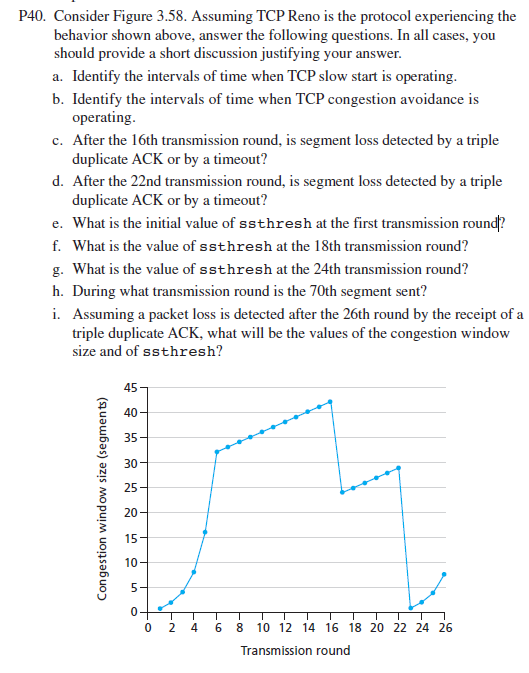 P40. Consider Figure 3.58. Assuming TCP Reno is the protocol experiencing the
behavior shown above, answer the following questions. In all cases, you
should provide a short discussion justifying your answer.
a. Identify the intervals of time when TCP slow start is operating.
b. Identify the intervals of time when TCP congestion avoidance is
operating.
c. After the 16th transmission round, is segment loss detected by a triple
duplicate ACK or by a timeout?
d. After the 22nd transmission round, is segment loss detected by a triple
duplicate ACK or by a timeout?
e. What is the initial value of ssthresh at the first transmission round?
f. What is the value of ssthresh at the 18th transmission round?
g. What is the value of ssthresh at the 24th transmission round?
h. During what transmission round is the 70th segment sent?
i. Assuming a packet loss is detected after the 26th round by the receipt of a
triple duplicate ACK, what will be the values of the congestion window
size and of ssthresh?
Congestion window size (segments)
45
40
35
30
25
20
15
10
5
0
0 2 4 6 8 10 12 14 16 18 20 22 24 26
Transmission round